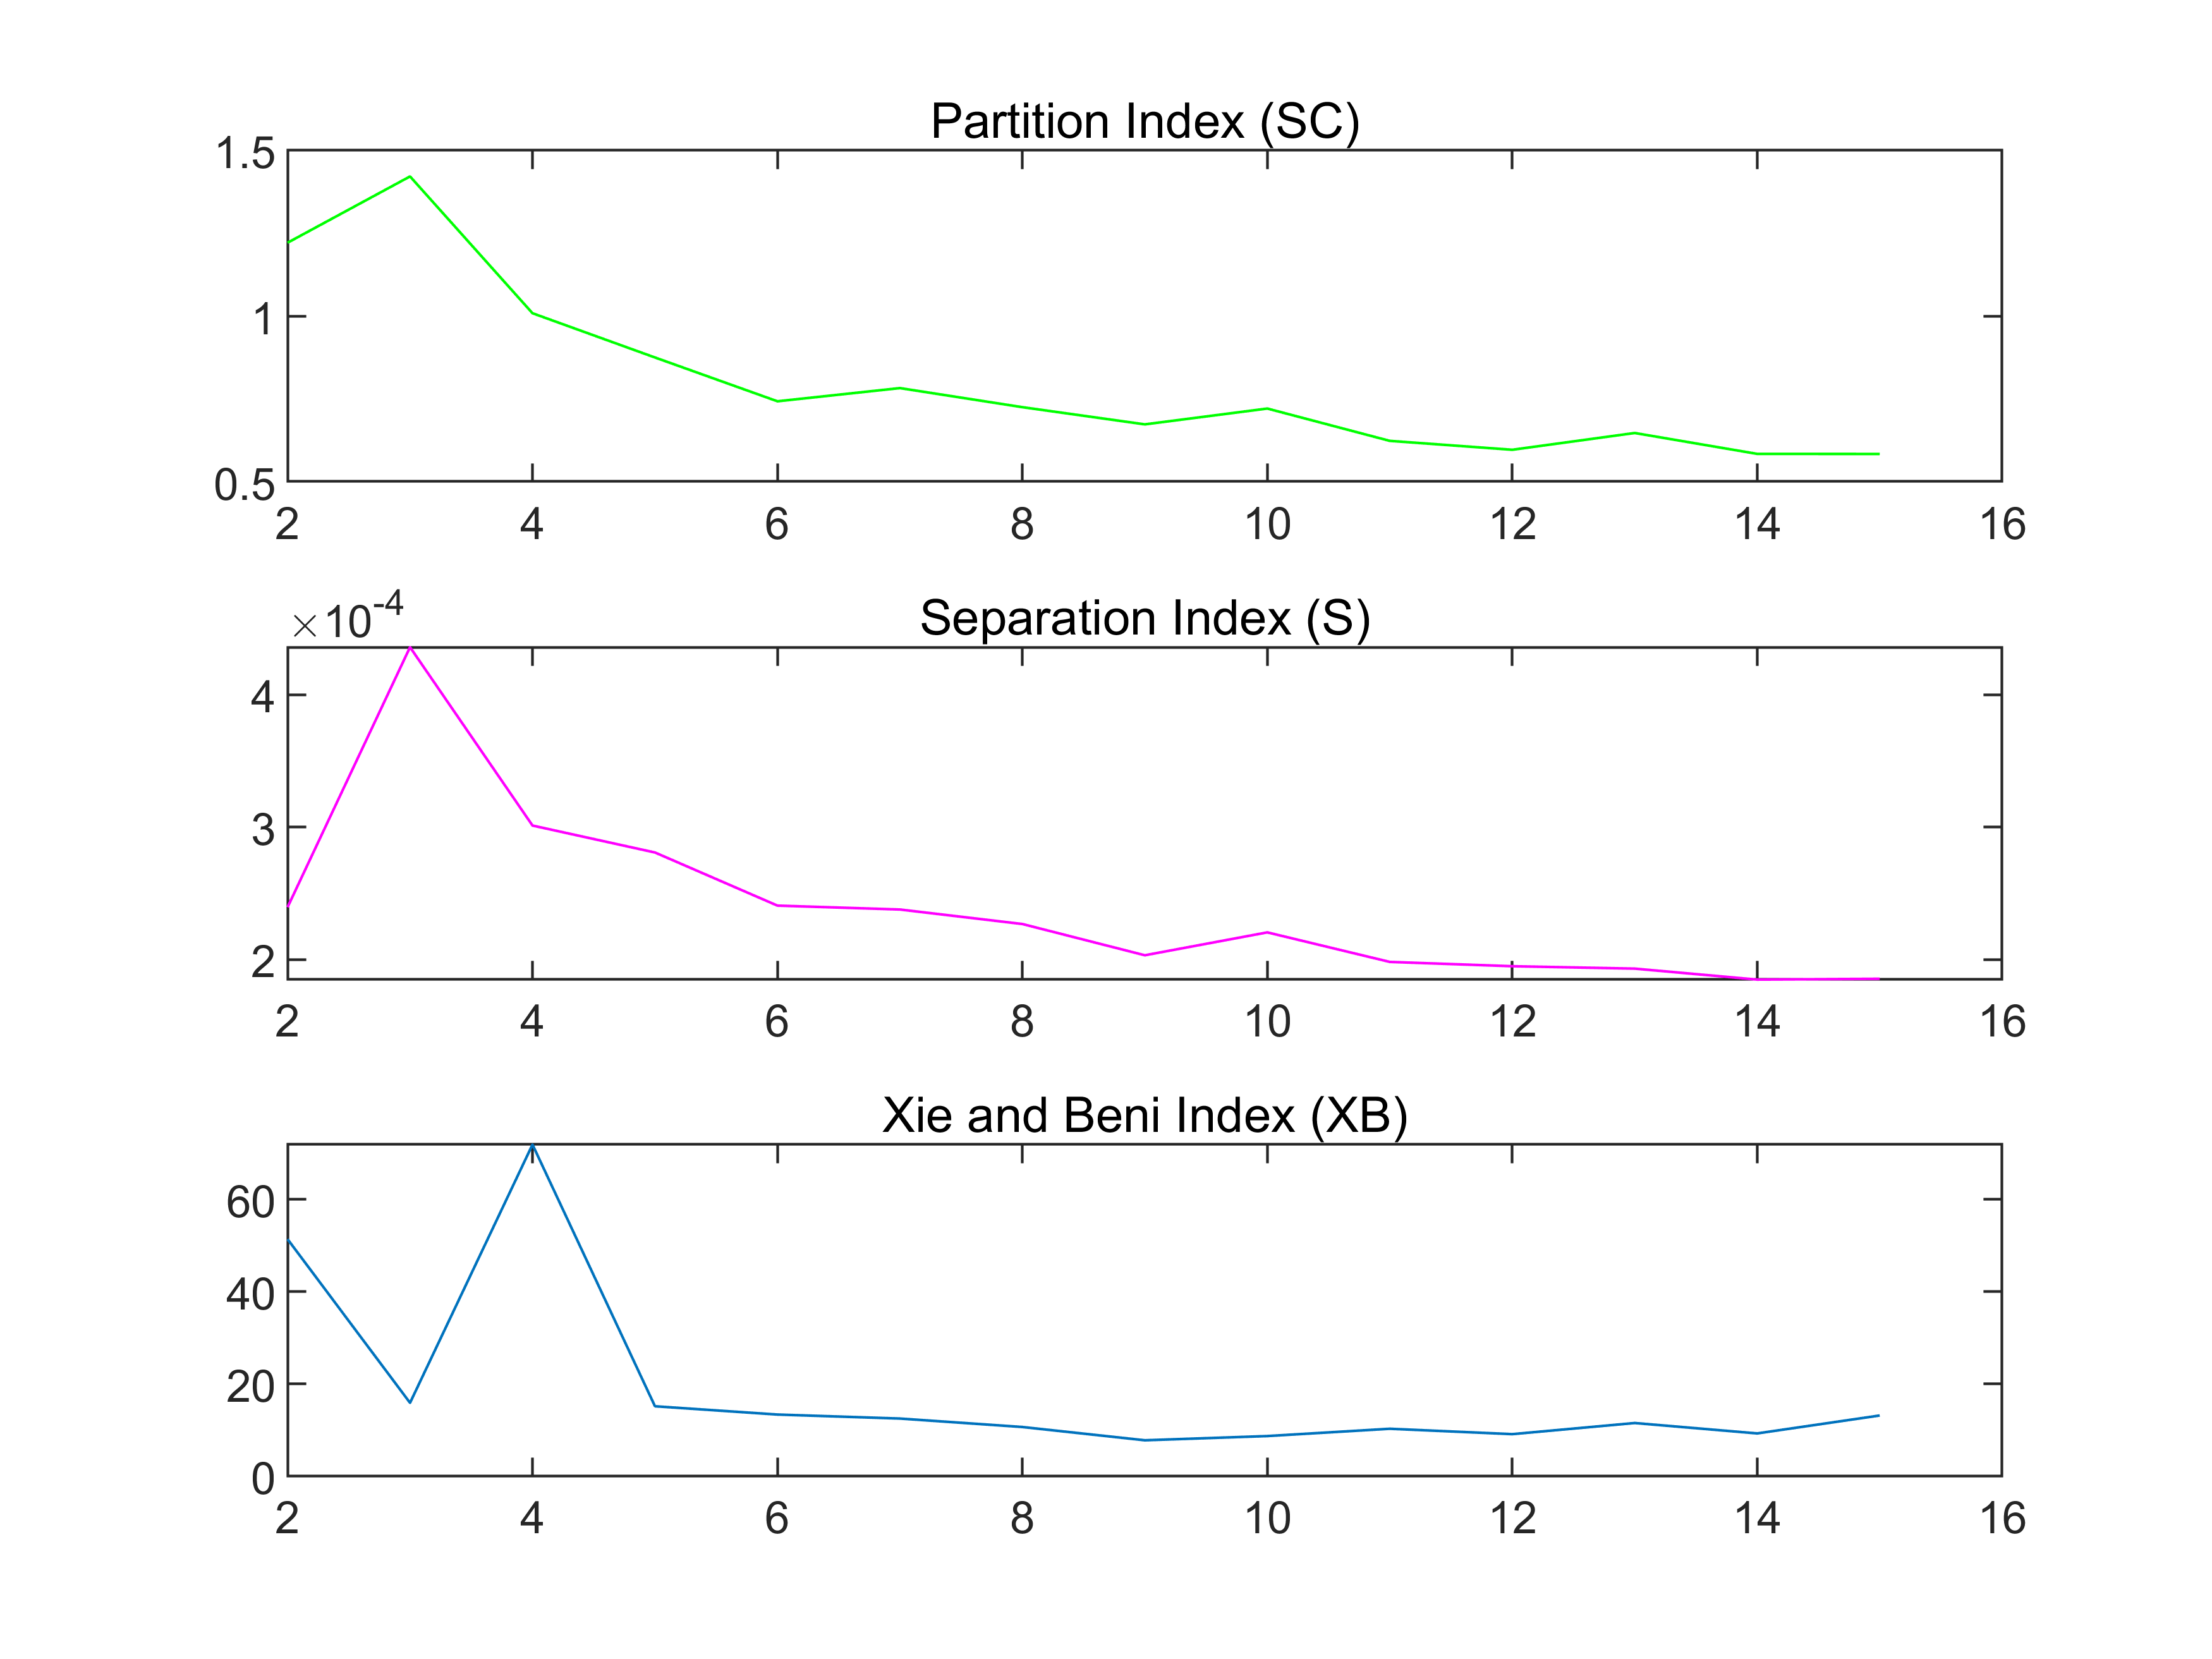 Partition Index (SC)
1.5
1
0.5
2 4 6 8 10 12 14 16
×10-4
Separation Index (S)
4
3
2
2 4 6 8 10 12 14 16
Xie and Beni Index (XB)
60
40
20
0
2 4 6 8 10 12 14 16